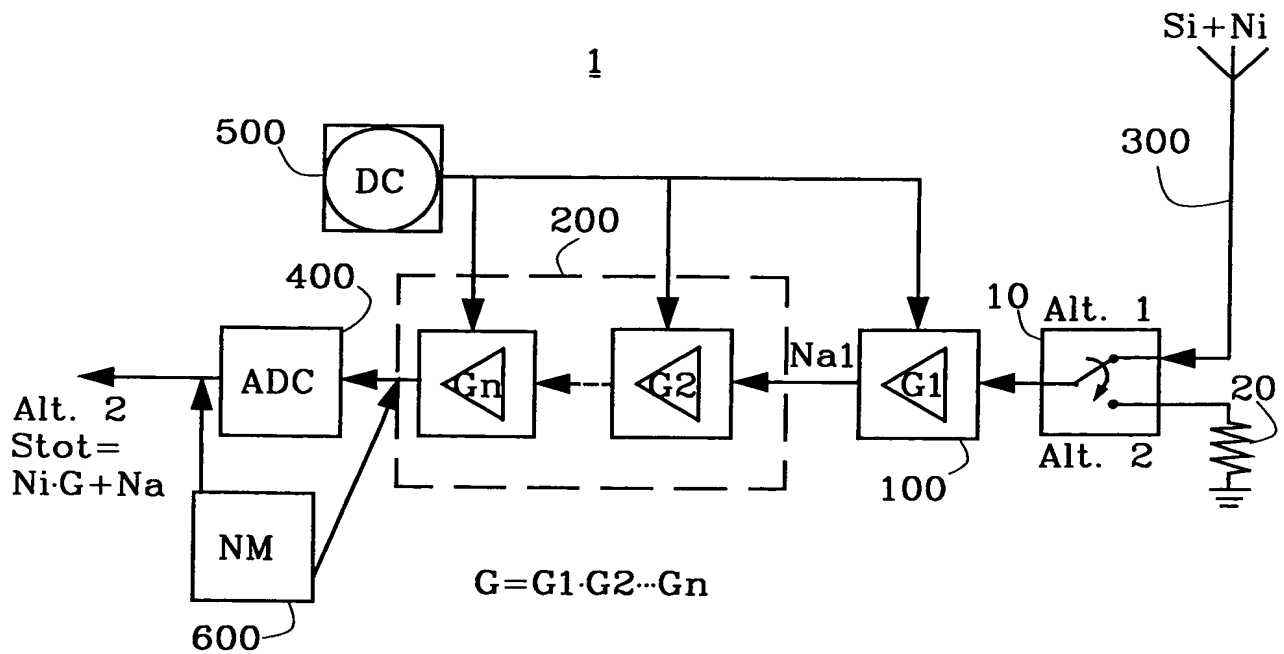 Si+Ni
1
500
DC
300
200
400
10
Alt. 1
Na1
ADC
Gn
G2
G1
20
Alt. 2
Stot=
Ni·G+Na
Alt. 2
100
NM
G=G1·G2···Gn
600